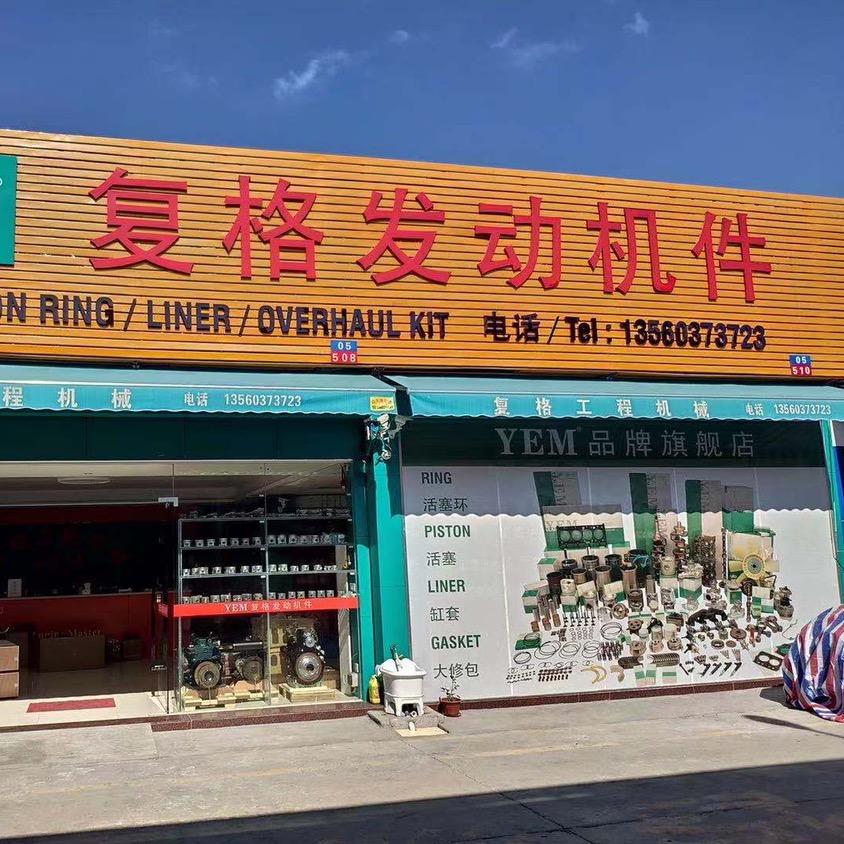 复格发动机件
ON RING / LINER / OVERHAUL KIT 电话 / Tel : 13560373723
05
508
05
510
程机械 电话 13560373723
复格工程机械 电话 13560373723
YEM® 品牌旗舰店
RING
活塞环
PISTON
活塞
LINER
缸套
GASKET
大修包
YEM
YEM 复格发动机件